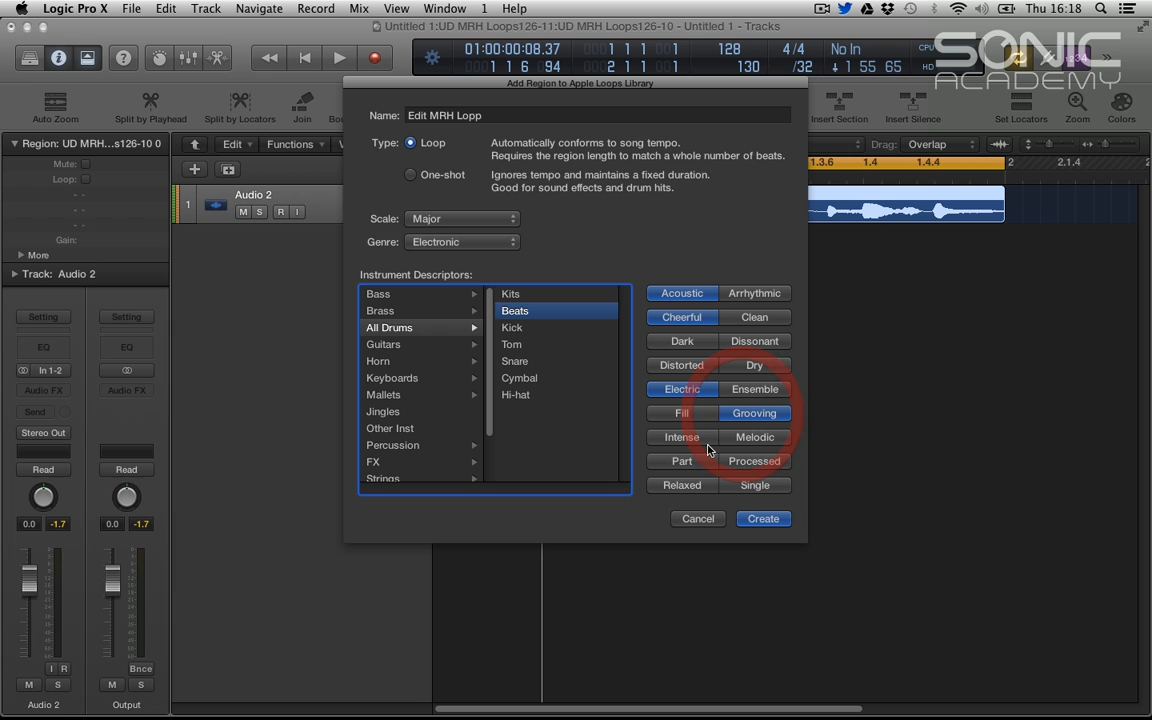 Logic Pro X File Edit Track Navigate Record Mix View Window 1 Help Thu 16:18
Untitled 1:UD MRH Loops126-11:UD MRH Loops126-10 - Untitled 1 - Tracks
01:00:00:08.37 0001 1 1 001 128 4/4 No In CPU
1 1 6 094 0002 1 1 001 130 /32 1 55 65 HD
SONIC ACADEMY
Auto Zoom Split by Playhead Split by Locators Join Insert Section Insert Silence Set Locators Zoom Colors
Add Region to Apple Loops Library
Name: Edit MRH Lopp
Type: Loop Automatically conforms to song tempo.
Requires the region length to match a whole number of beats.
One-shot Ignores tempo and maintains a fixed duration.
Good for sound effects and drum hits.
Scale: Major
Genre: Electronic
Instrument Descriptors:
Bass Kits Acoustic Arrhythmic
Brass Beats Cheerful Clean
All Drums Kick Dark Dissonant
Guitars Tom Distorted Dry
Horn Snare Electric Ensemble
Keyboards Cymbal Fill Grooving
Mallets Hi-hat Intense Melodic
Jingles Part Processed
Other Inst Relaxed Single
Percussion
FX
Strings
Cancel Create
Region: UD MRH...s126-10 0
Mute:
Loop:
Gain:
More
Track: Audio 2
Edit Functions Drag: Overlap
1.3.6 1.4 1.4.4 2 2.1.4
1 Audio 2
M S R I
Setting Setting
EQ EQ
In 1-2
Audio FX Audio FX
Send
Stereo Out
Read Read
0.0 -1.7 0.0 -1.7
I R Bnce
M S M S
Audio 2 Output